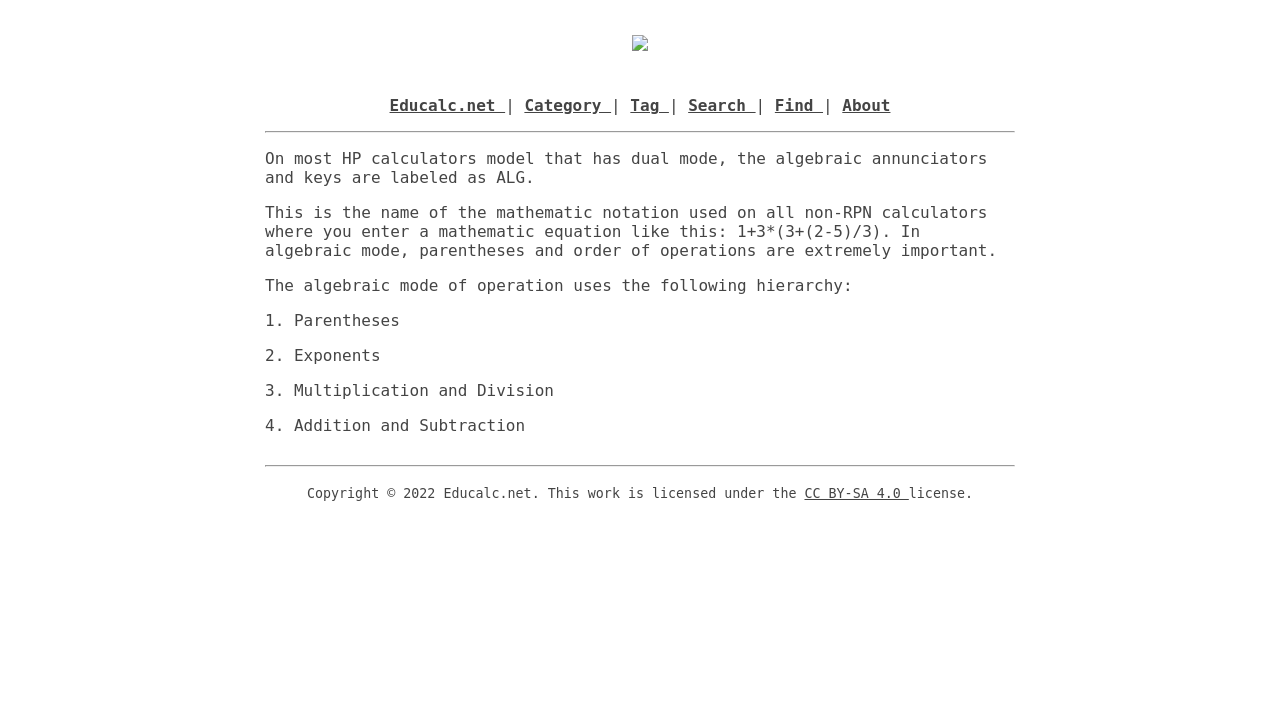 Educalc.net | Category | Tag | Search | Find | About
On most HP calculators model that has dual mode, the algebraic annunciators
and keys are labeled as ALG.
This is the name of the mathematic notation used on all non-RPN calculators
where you enter a mathematic equation like this: 1+3*(3+(2-5)/3). In
algebraic mode, parentheses and order of operations are extremely important.
The algebraic mode of operation uses the following hierarchy:
1. Parentheses
2. Exponents
3. Multiplication and Division
4. Addition and Subtraction
Copyright © 2022 Educalc.net. This work is licensed under the CC BY-SA 4.0 license.